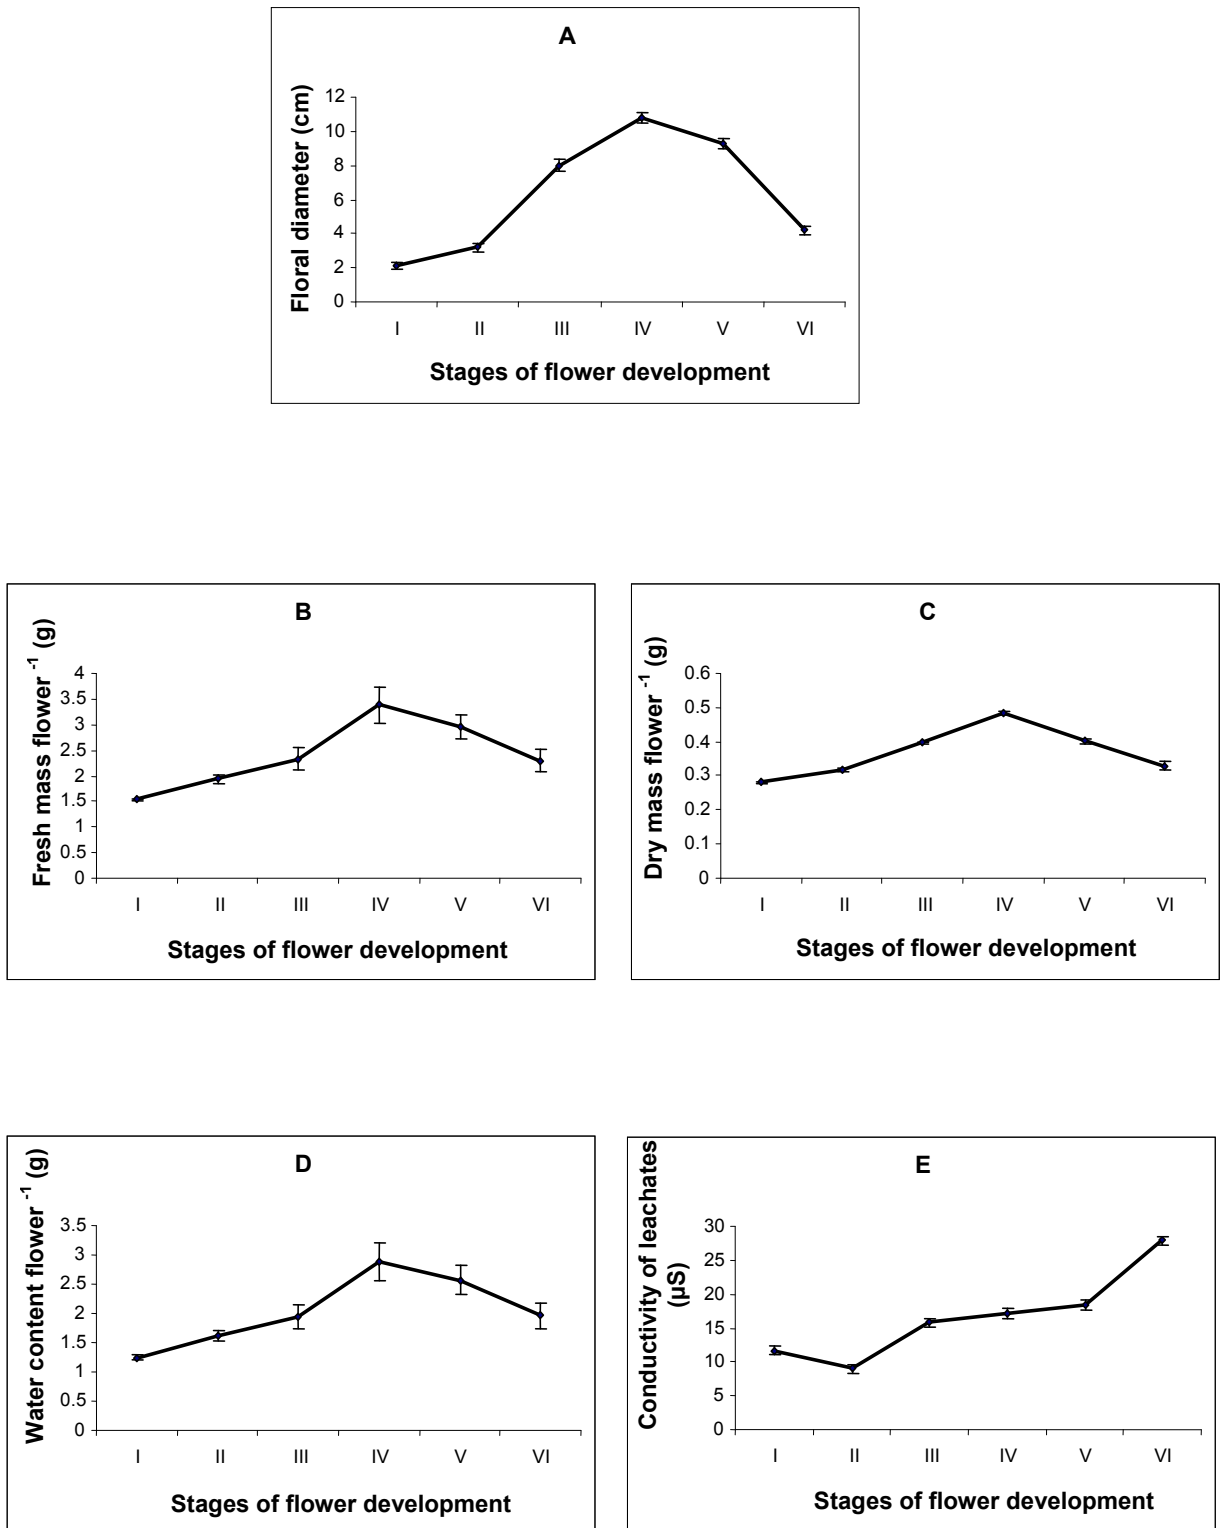 A
Floral diameter (cm)
12
10
8
6
4
2
0
I II III IV V VI
Stages of flower development
B
Fresh mass flower -1 (g)
4
3.5
3
2.5
2
1.5
1
0.5
0
I II III IV V VI
Stages of flower development
C
Dry mass flower -1 (g)
0.6
0.5
0.4
0.3
0.2
0.1
0
I II III IV V VI
Stages of flower development
D
Water content flower -1 (g)
3.5
3
2.5
2
1.5
1
0.5
0
I II III IV V VI
Stages of flower development
E
Conductivity of leachates
(µS)
30
25
20
15
10
5
0
I II III IV V VI
Stages of flower development